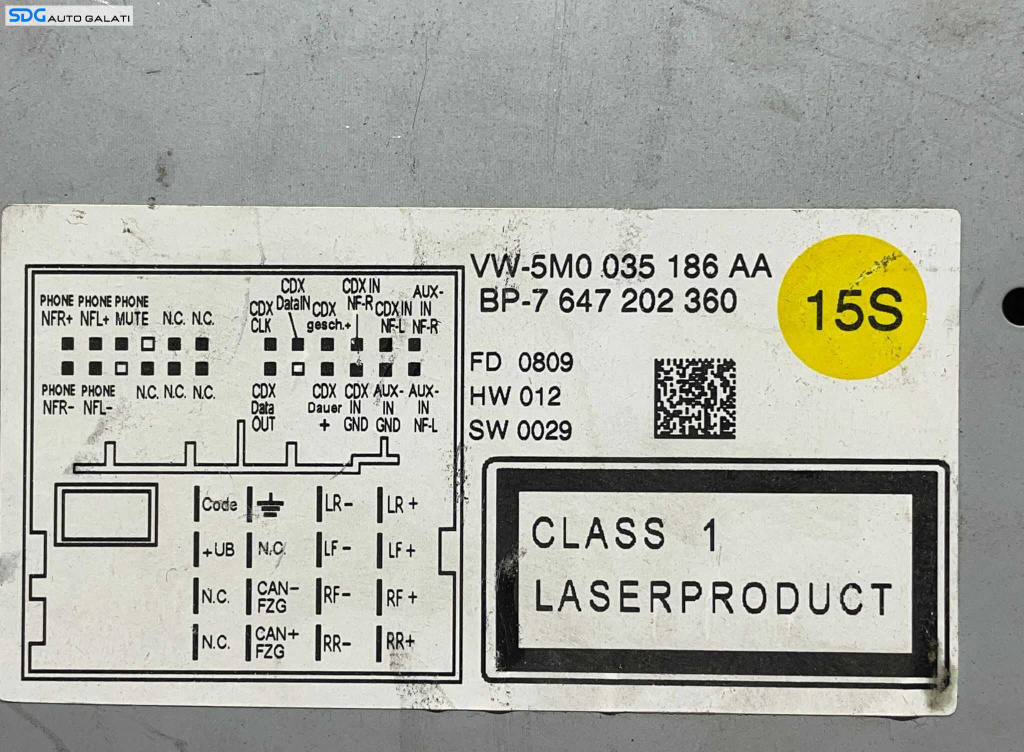 SDG AUTO GALATI
VW-5M0 035 186 AA
BP-7 647 202 360
15S
FD 0809
HW 012
SW 0029
PHONE PHONE PHONE
NFR+ NFL+ MUTE N.C. N.C.
PHONE PHONE
NFR- NFL-
N.C. N.C. N.C.
CDX CLK
CDX DataIN
CDX gesch.+
CDX IN NF-R
CDX IN NF-L
AUX-IN NF-R
CDX Data OUT
CDX Dauer +
CDX IN GND
AUX-IN GND
AUX-IN NF-L
Code LR- LR+
+UB N.C. LF- LF+
N.C. CAN- FZG RF- RF+
N.C. CAN+ FZG RR- RR+
CLASS 1
LASERPRODUCT